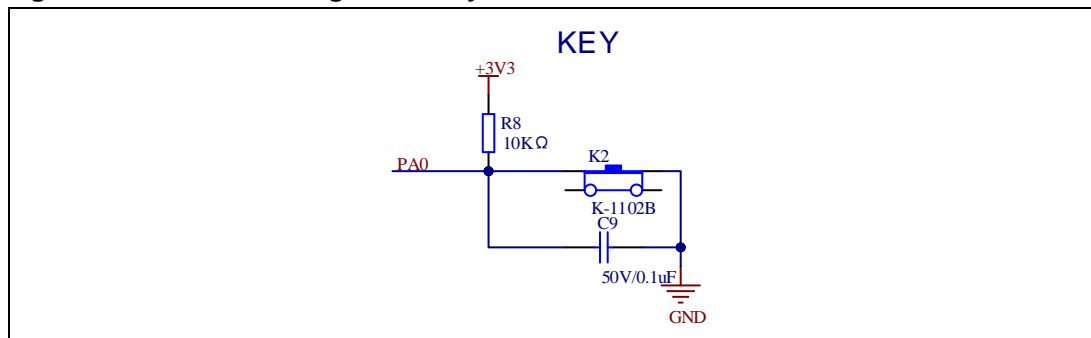 KEY
+3V3
R8
10KΩ
PA0
K2
K-1102B
C9
50V/0.1uF
GND